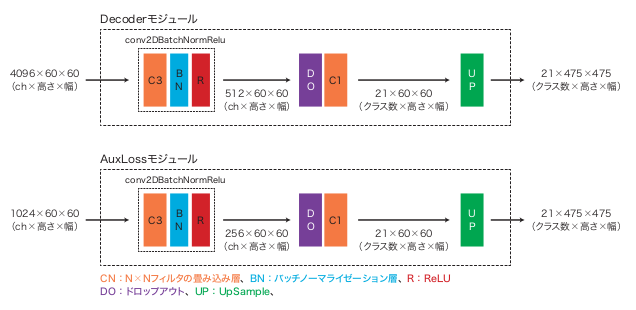 Decoderモジュール
conv2DBatchNormRelu
4096×60×60
(ch×高さ×幅)
C3
BN
R
512×60×60
(ch×高さ×幅)
DO
C1
21×60×60
(クラス数×高さ×幅)
UP
21×475×475
(クラス数×高さ×幅)
AuxLossモジュール
conv2DBatchNormRelu
1024×60×60
(ch×高さ×幅)
C3
BN
R
256×60×60
(ch×高さ×幅)
DO
C1
21×60×60
(クラス数×高さ×幅)
UP
21×475×475
(クラス数×高さ×幅)
CN：N×Nフィルタの畳み込み層、BN：バッチノーマライゼーション層、R：ReLU
DO：ドロップアウト、UP：UpSample、